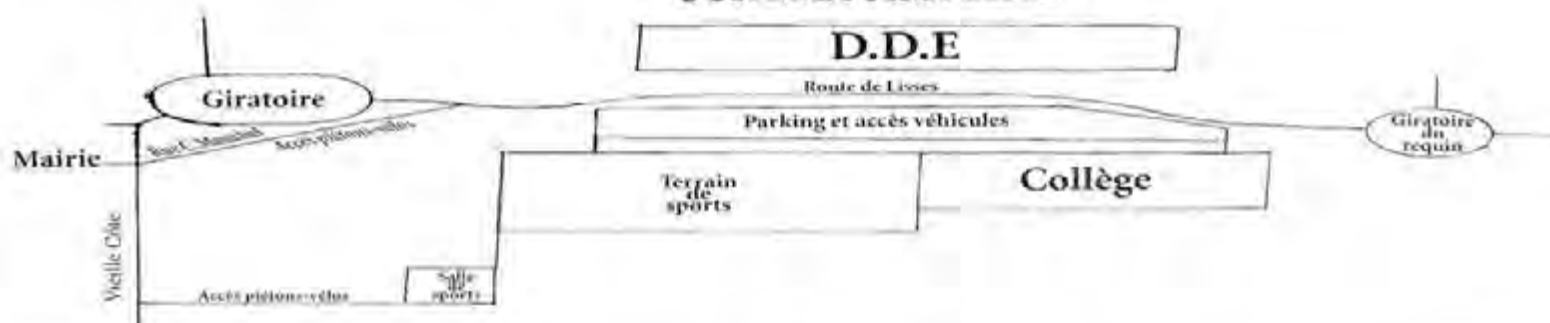 D.D.E
Giratoire
Route de Lisses
Parking et accès véhicules
Giratoire
du
requin
Accès piétons-vélos
Mairie
Terrain
de
sports
Collège
Vieille Côte
Salle
de
sports
Accès piétons-vélos